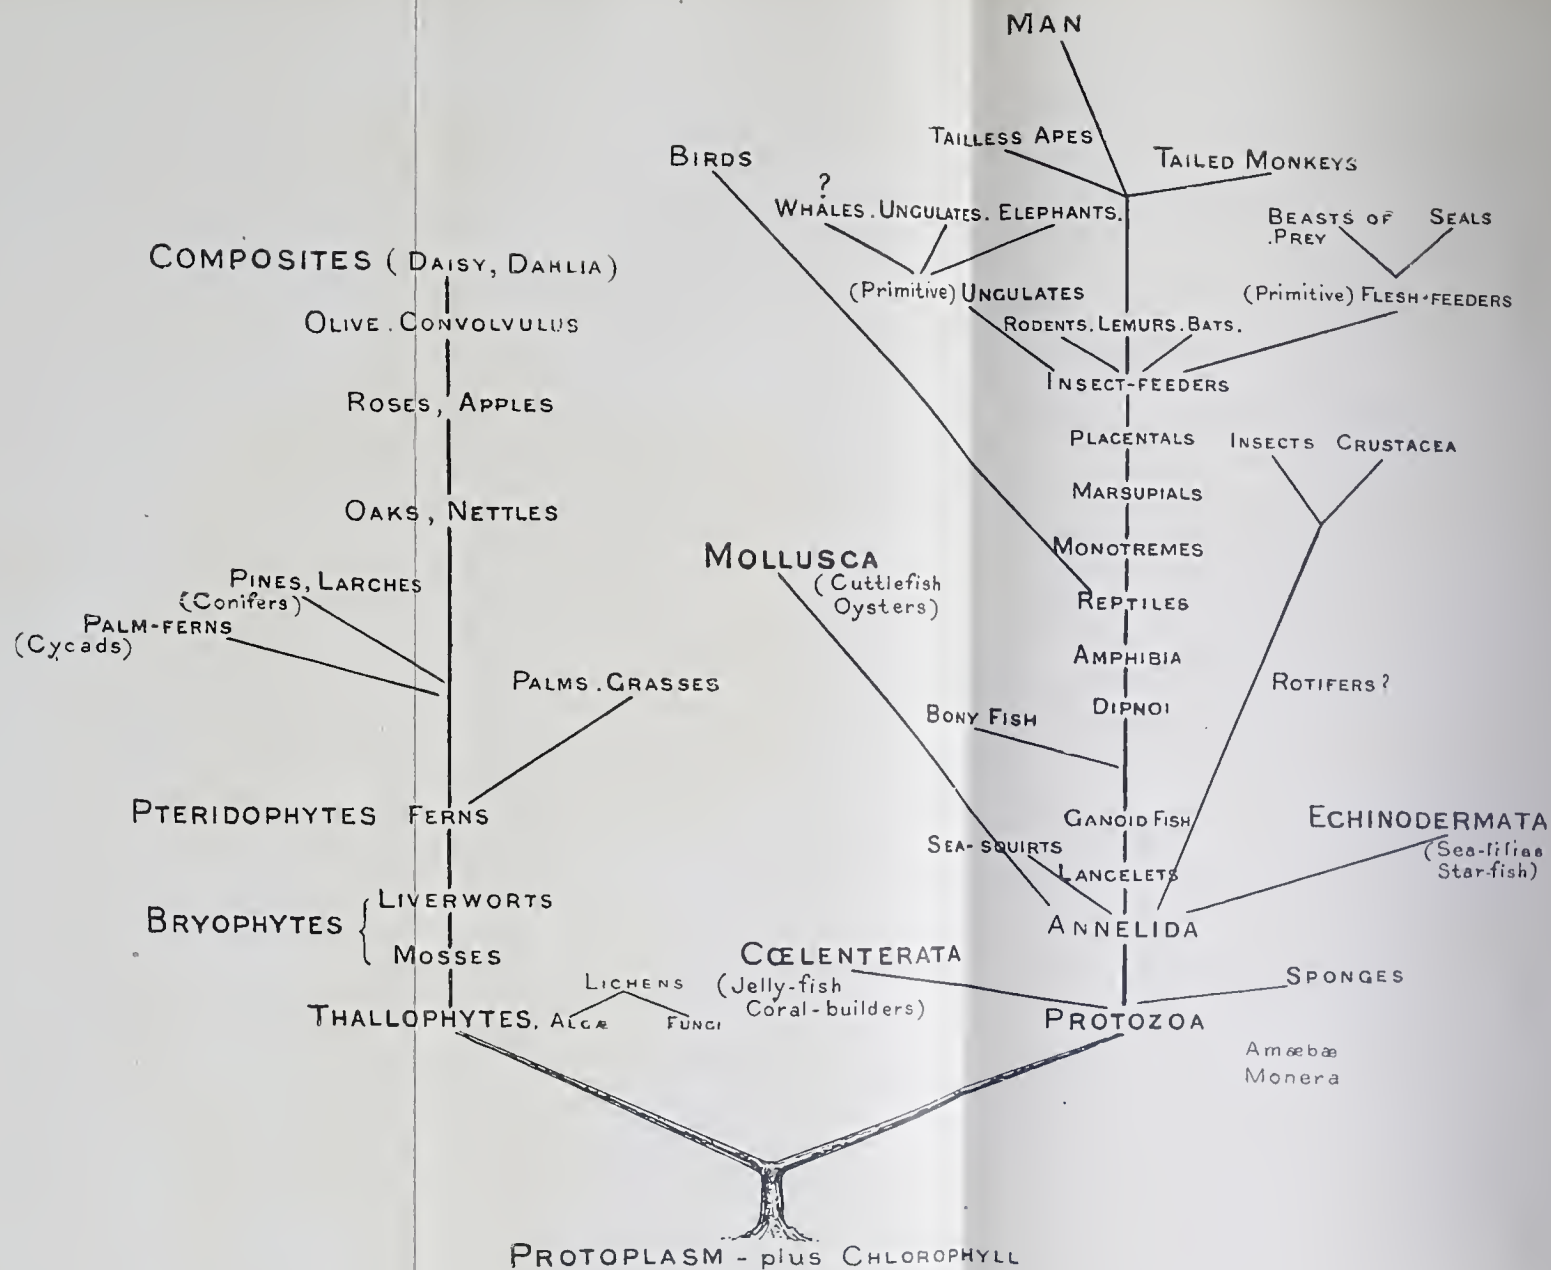 MAN
TAILLESS APES
TAILED MONKEYS
BIRDS
?
WHALES . UNGULATES . ELEPHANTS.
BEASTS OF PREY
SEALS
(Primitive) UNGULATES
(Primitive) FLESH-FEEDERS
RODENTS . LEMURS . BATS .
INSECT-FEEDERS
PLACENTALS
INSECTS
CRUSTACEA
MARSUPIALS
MONOTREMES
MOLLUSCA
(Cuttlefish
Oysters)
REPTILES
AMPHIBIA
ROTIFERS ?
DIPNOI
BONY FISH
GANOID FISH
ECHINODERMATA
(Sea-lilies
Star-fish)
SEA-SQUIRTS
LANCELETS
ANNELIDA
CŒLENTERATA
(Jelly-fish
Coral-builders)
SPONGES
PROTOZOA
Amæbæ
Monera
COMPOSITES ( DAISY, DAHLIA )
OLIVE . CONVOLVULUS
ROSES, APPLES
OAKS, NETTLES
PINES, LARCHES
(Conifers)
PALM-FERNS
(Cycads)
PALMS . GRASSES
PTERIDOPHYTES FERNS
BRYOPHYTES
LIVERWORTS
MOSSES
LICHENS
THALLOPHYTES. ALGÆ FUNGI
PROTOPLASM - plus CHLOROPHYLL